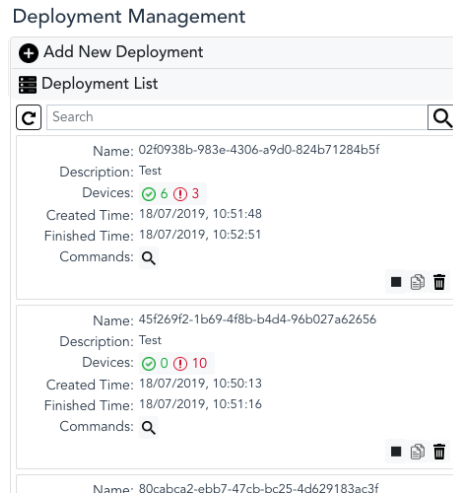 Deployment Management
Add New Deployment
Deployment List
Search
Name: 02f0938b-983e-4306-a9d0-824b71284b5f
Description: Test
Devices: 6 3
Created Time: 18/07/2019, 10:51:48
Finished Time: 18/07/2019, 10:52:51
Commands:
Name: 45f269f2-1b69-4f8b-b4d4-96b027a62656
Description: Test
Devices: 0 10
Created Time: 18/07/2019, 10:50:13
Finished Time: 18/07/2019, 10:51:16
Commands:
Name: 80cabca2-ebb7-47cb-bc25-4d629183ac3f